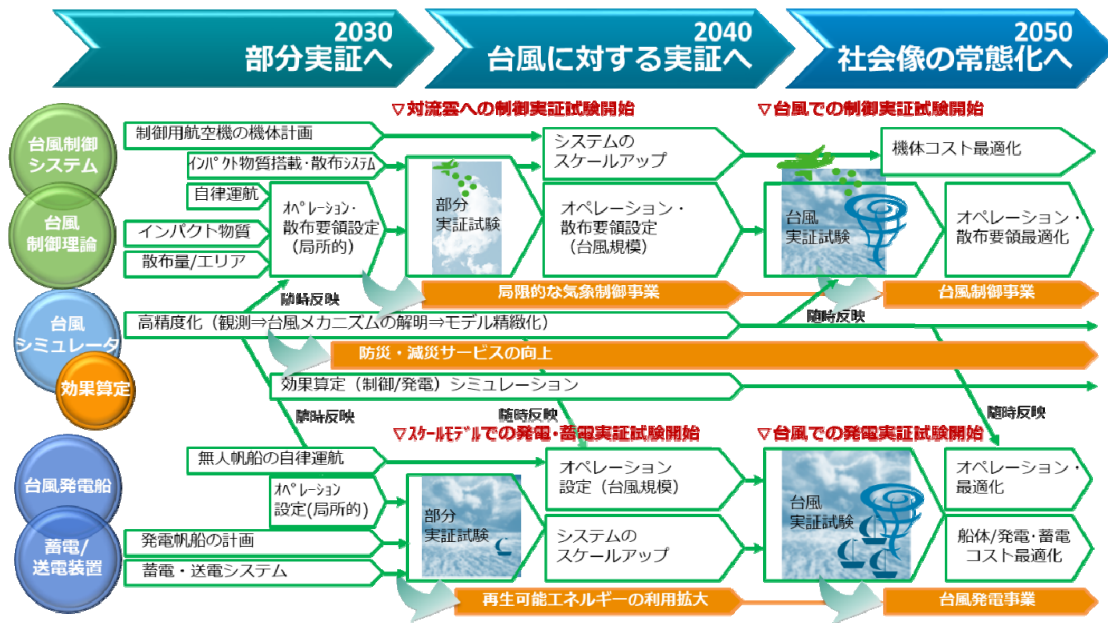 2030
部分実証へ
2040
台風に対する実証へ
2050
社会像の常態化へ
▽対流雲への制御実証試験開始
▽台風での制御実証試験開始
台風制御
システム
台風
制御理論
制御用航空機の機体計画
インパクト物質搭載・散布システム
自律運航
インパクト物質
散布量/エリア
オペレーション・
散布要領設定
(局所的)
部分
実証試験
システムの
スケールアップ
オペレーション・
散布要領設定
(台風規模)
台風
実証試験
機体コスト最適化
オペレーション・
散布要領最適化
随時反映
局限的な気象制御事業
随時反映
台風制御事業
台風
シミュレータ
高精度化（観測⇒台風メカニズムの解明⇒モデル精緻化）
防災・減災サービスの向上
効果算定
効果算定（制御/発電）シミュレーション
随時反映
随時反映
随時反映
▽スケールモデルでの発電・蓄電実証試験開始
▽台風での発電実証試験開始
台風発電船
蓄電/
送電装置
無人帆船の自律運航
オペレーション
設定(局所的)
発電帆船の計画
蓄電・送電システム
部分
実証試験
オペレーション
設定（台風規模）
システムの
スケールアップ
台風
実証試験
オペレーション・
最適化
船体/発電・蓄電
コスト最適化
再生可能エネルギーの利用拡大
台風発電事業